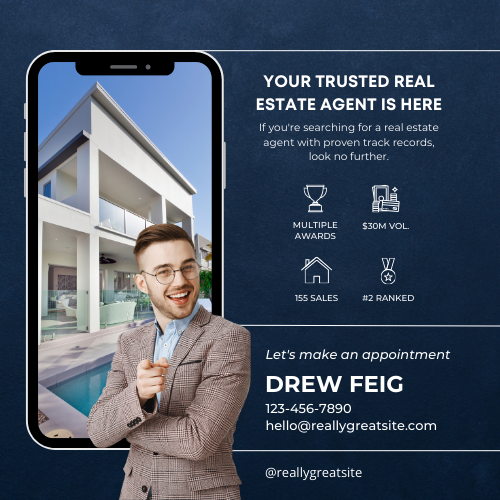 YOUR TRUSTED REAL
ESTATE AGENT IS HERE
If you're searching for a real estate
agent with proven track records,
look no further.
MULTIPLE
AWARDS
$30M VOL.
155 SALES
#2 RANKED
Let's make an appointment
DREW FEIG
123-456-7890
hello@reallygreatsite.com
@reallygreatsite